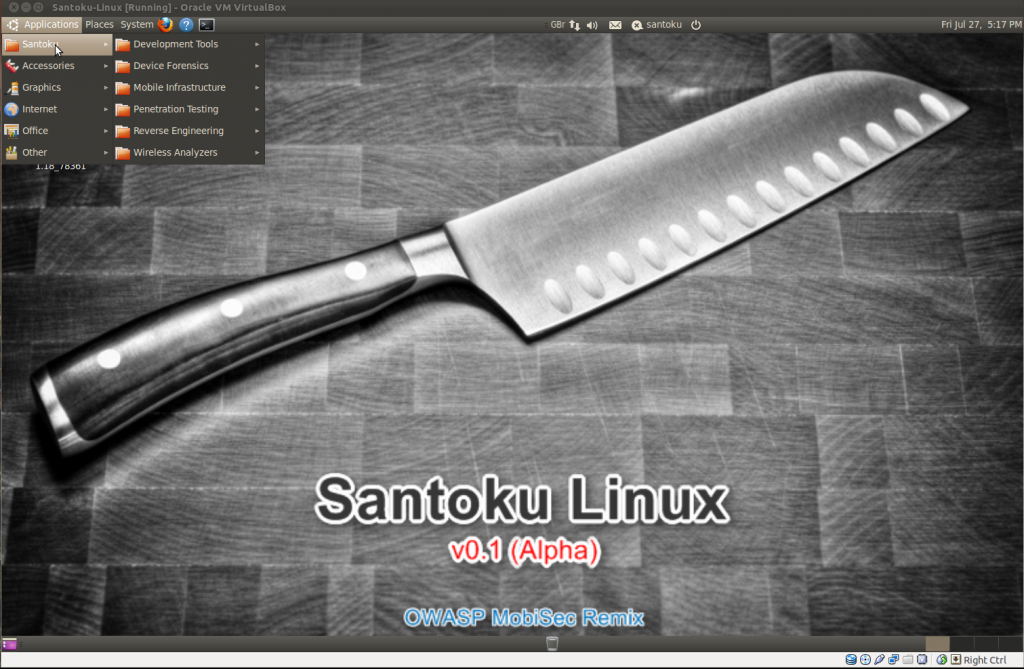 Santoku-Linux [Running] - Oracle VM VirtualBox
Applications Places System GBr santoku Fri Jul 27, 5:17 PM
Santoku Development Tools
Accessories Device Forensics
Graphics Mobile Infrastructure
Internet Penetration Testing
Office Reverse Engineering
Other Wireless Analyzers
1.18_78361
Santoku Linux
v0.1 (Alpha)
OWASP MobiSec Remix
Right Ctrl